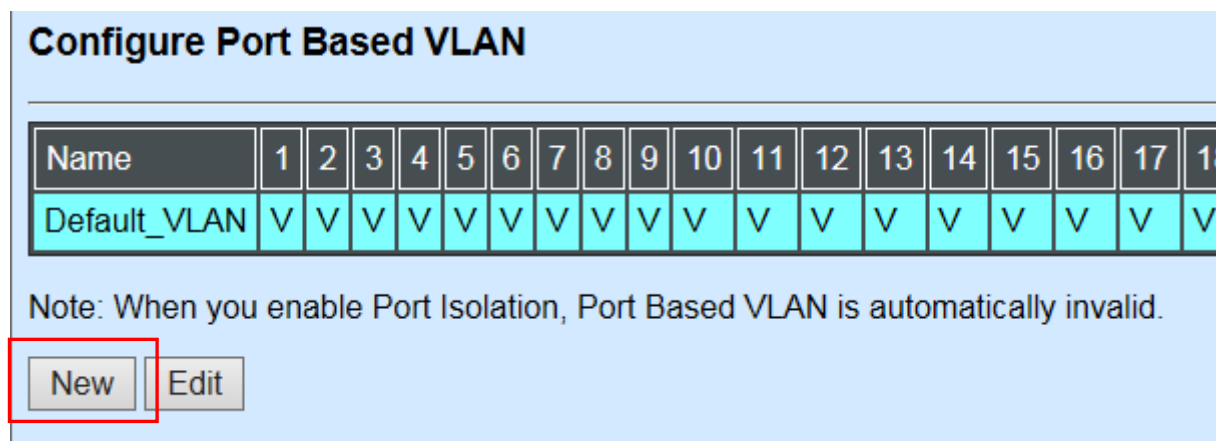 Configure Port Based VLAN
Name 1 2 3 4 5 6 7 8 9 10 11 12 13 14 15 16 17
Default_VLAN V V V V V V V V V V V V V V V V V V
Note: When you enable Port Isolation, Port Based VLAN is automatically invalid.
New Edit